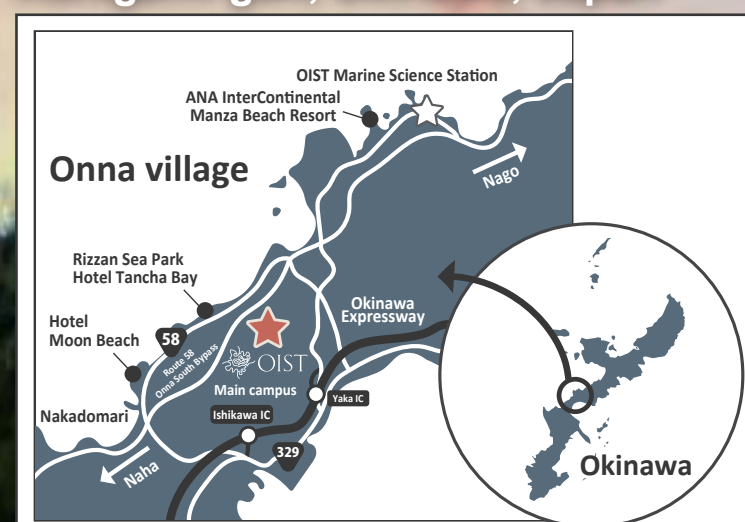 OIST Marine Science Station
ANA InterContinental
Manza Beach Resort
Onna village
Nago
Rizzan Sea Park
Hotel Tancha Bay
Hotel
Moon Beach
58
Route 58
Onna South Bypass
Okinawa
Expressway
OIST
Main campus
Yaka IC
Nakadomari
Ishikawa IC
329
Naha
Okinawa